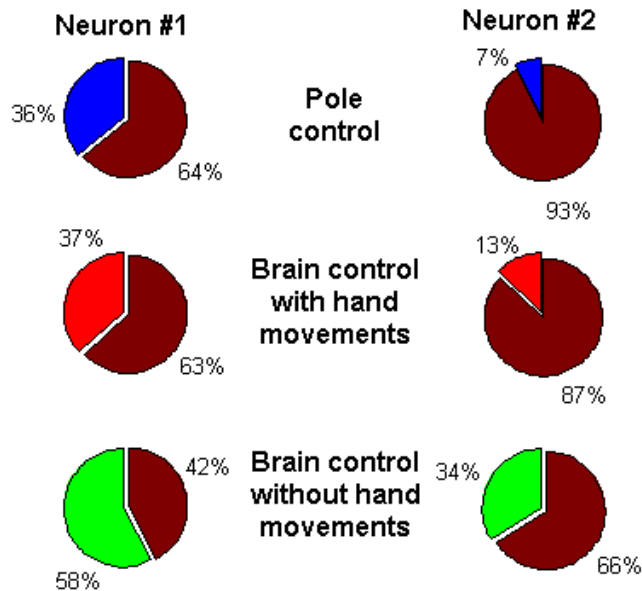 Neuron #1
Neuron #2
36%
64%
Pole
control
7%
93%
37%
63%
Brain control
with hand
movements
13%
87%
42%
58%
Brain control
without hand
movements
34%
66%